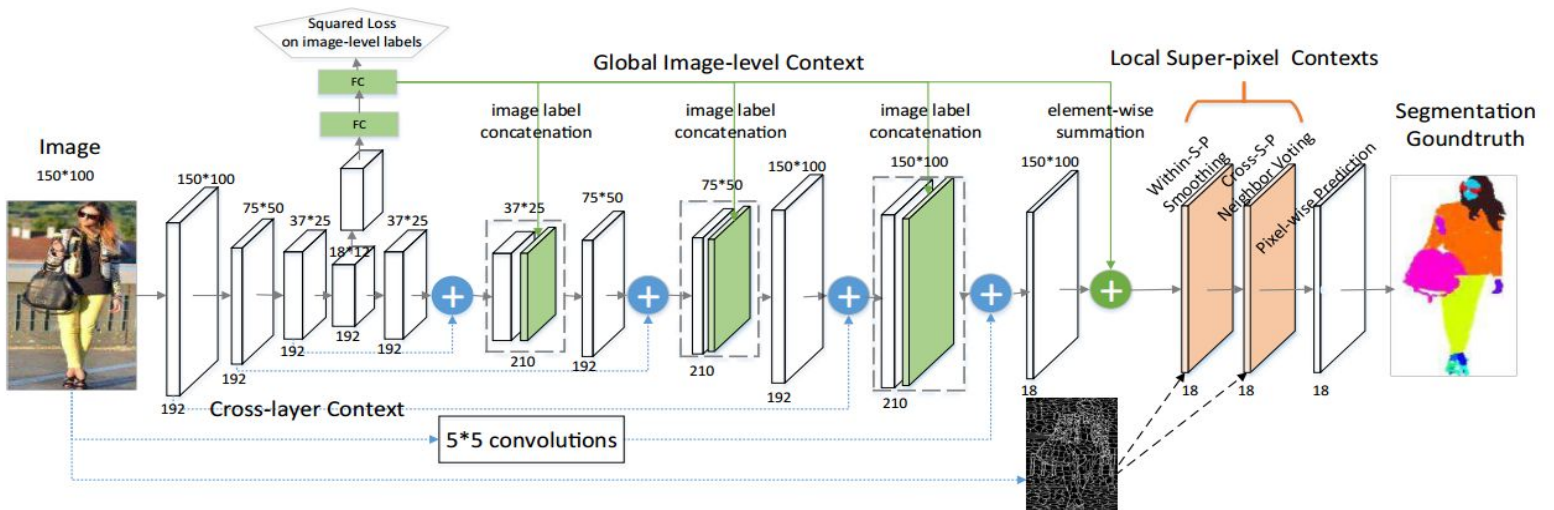 Squared Loss
on image-level labels
FC
FC
Global Image-level Context
Local Super-pixel Contexts
image label
concatenation
image label
concatenation
image label
concatenation
element-wise
summation
Segmentation
Goundtruth
Image
150*100
150*100
75*50
37*25
18*12
37*25
37*25
75*50
75*50
150*100
150*100
150*100
Within-S-P
Smoothing
Cross-S-P
Neighbor Voting
Pixel-wise Prediction
192
192
192
192
192
210
192
210
192
210
18
18
18
18
Cross-layer Context
5*5 convolutions